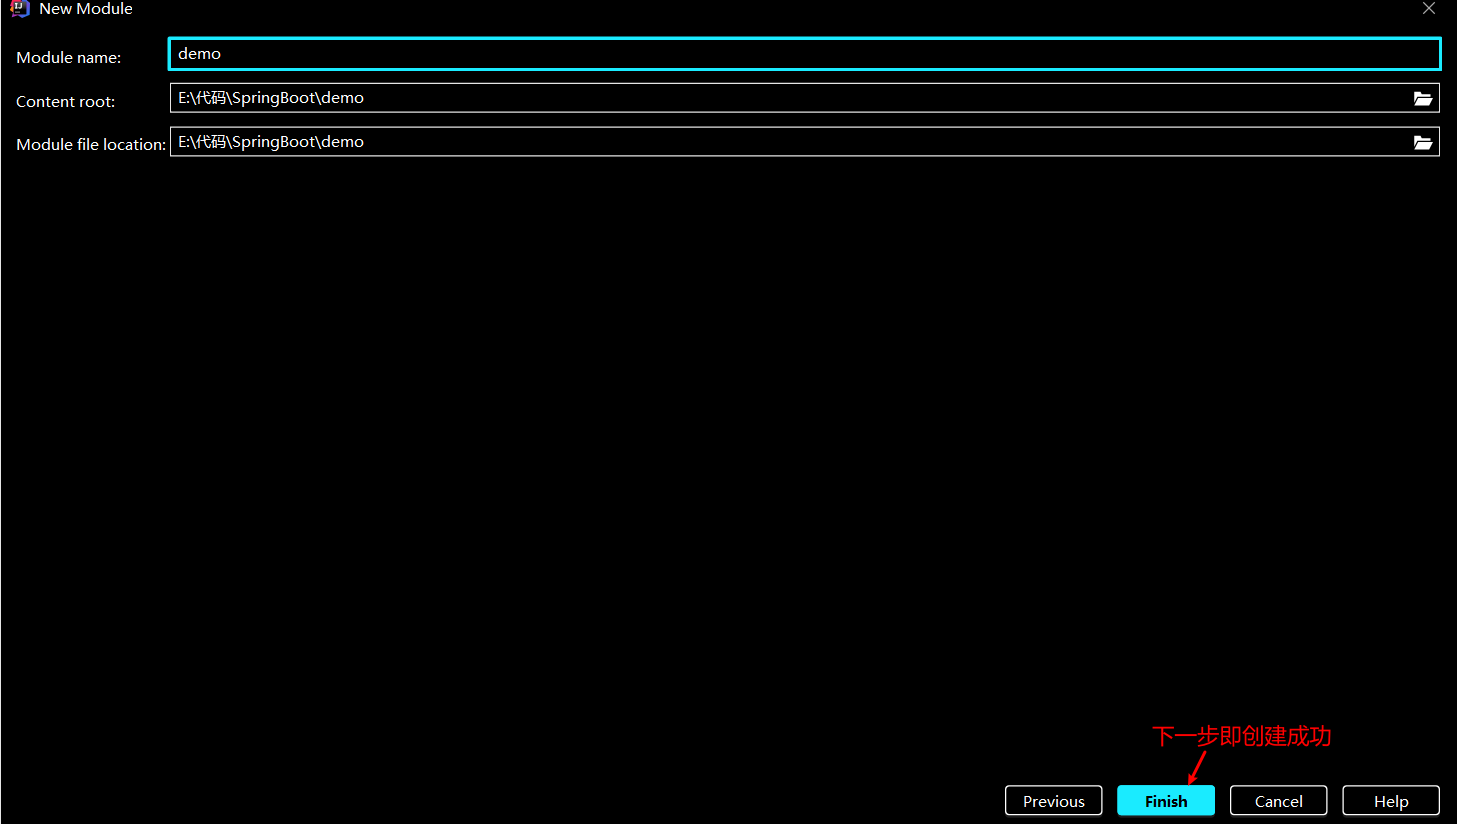 New Module
Module name: demo
Content root: E:\代码\SpringBoot\demo
Module file location: E:\代码\SpringBoot\demo
下一步即创建成功
Previous Finish Cancel Help